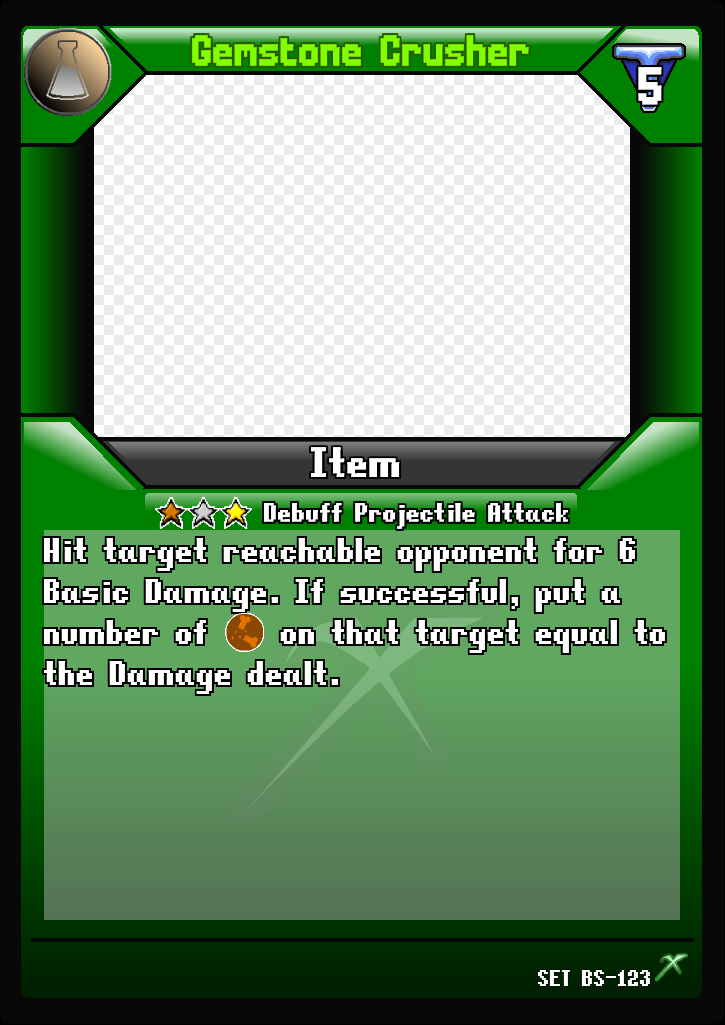 Gemstone Crusher
5
Item
Debuff Projectile Attack
Hit target reachable opponent for 6
Basic Damage. If successful, put a
number of on that target equal to
the Damage dealt.
SET BS-123